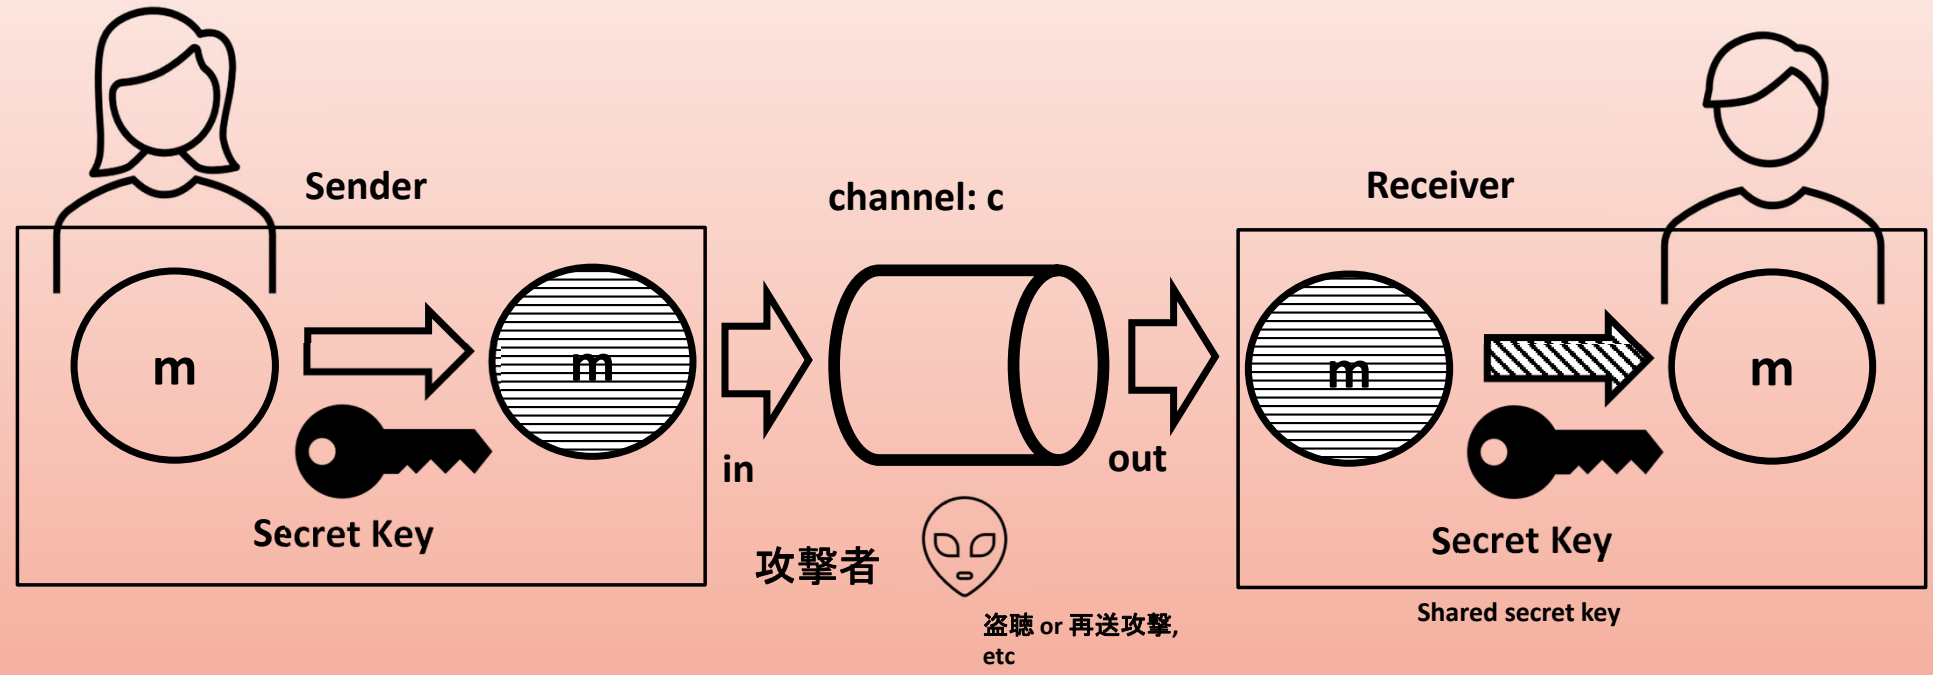 Sender
channel: c
Receiver
m
m
m
m
in
out
Secret Key
Secret Key
攻撃者
Shared secret key
盗聴 or 再送攻撃,
etc